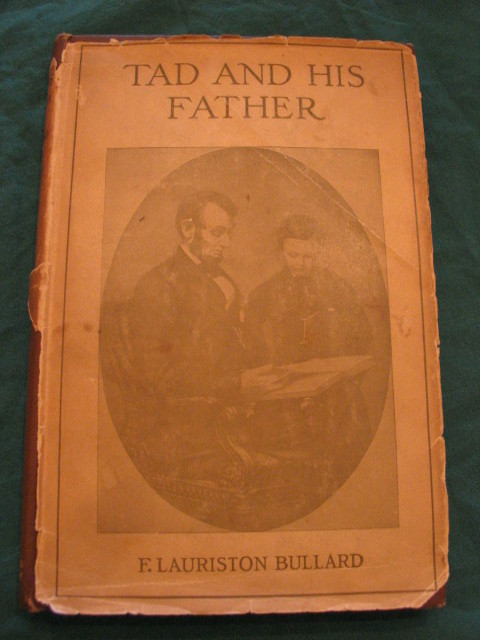 TAD AND HIS
FATHER
F. LAURISTON BULLARD